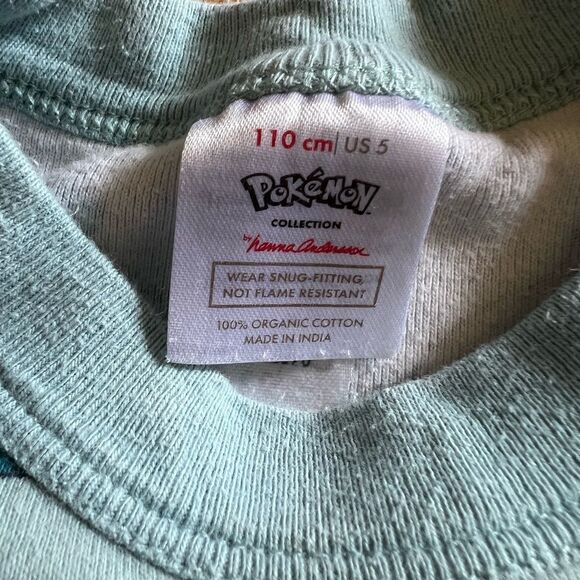 110 cm | US 5
POKéMON™
COLLECTION
by hanna andersson
WEAR SNUG-FITTING,
NOT FLAME RESISTANT
100% ORGANIC COTTON
MADE IN INDIA